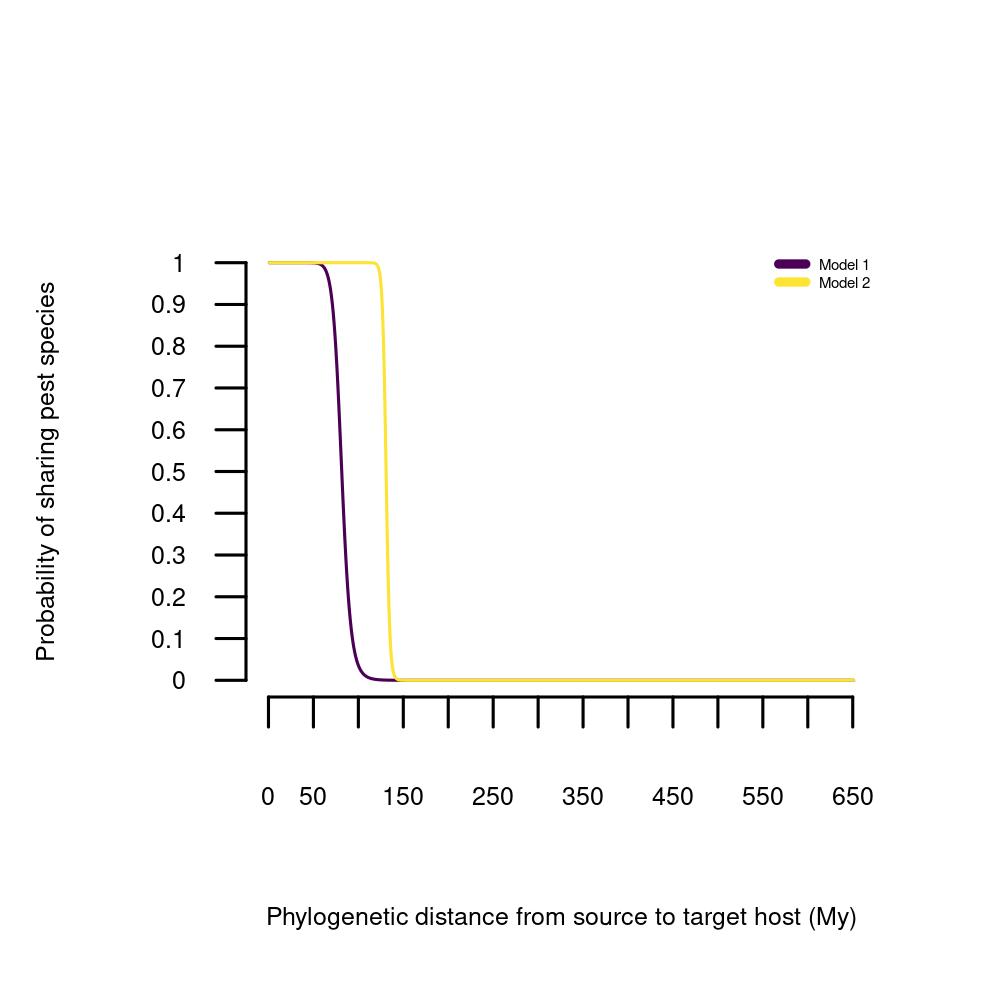 Model 1
Model 2
Probability of sharing pest species
1
0.9
0.8
0.7
0.6
0.5
0.4
0.3
0.2
0.1
0
0 50 150 250 350 450 550 650
Phylogenetic distance from source to target host (My)